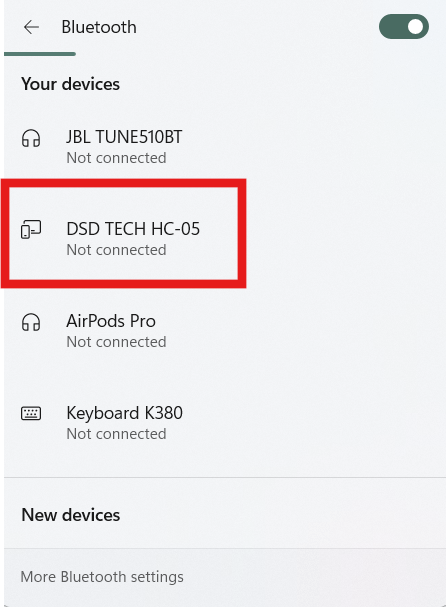 Bluetooth
Your devices
JBL TUNE510BT
Not connected
DSD TECH HC-05
Not connected
AirPods Pro
Not connected
Keyboard K380
Not connected
New devices
More Bluetooth settings